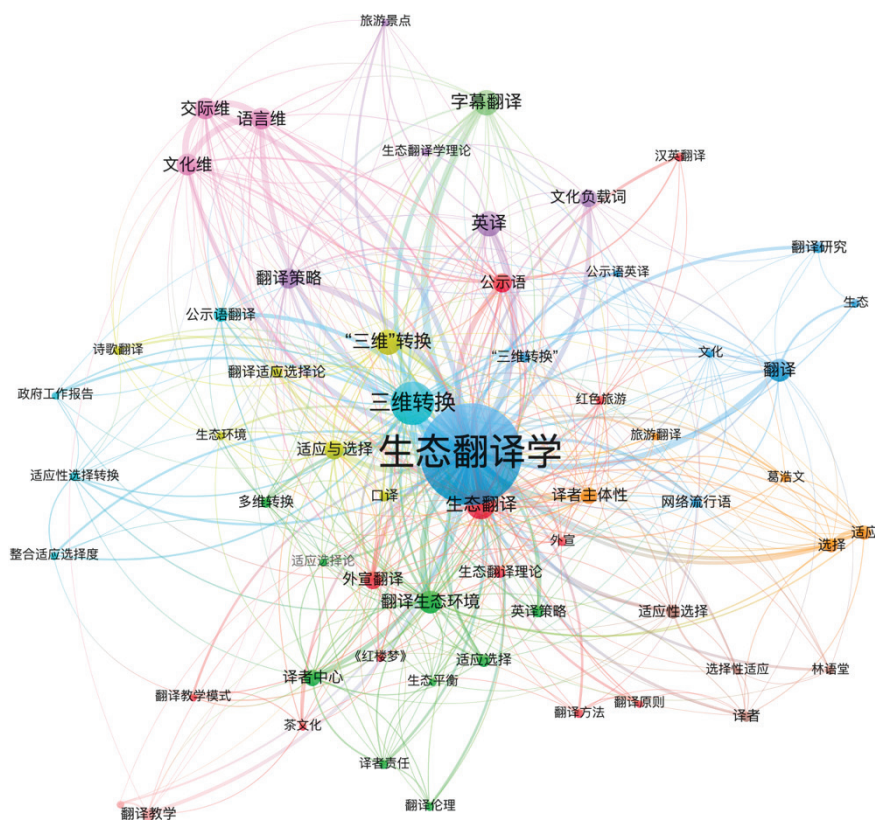 旅游景点
交际维
语言维
字幕翻译
生态翻译学理论
汉英翻译
文化维
文化负载词
英译
翻译研究
翻译策略
公示语
公示语英译
生态
公示语翻译
诗歌翻译
“三维”转换
“三维转换”
文化
翻译
翻译适应选择论
政府工作报告
三维转换
红色旅游
生态环境
适应与选择
生态翻译学
旅游翻译
适应性选择转换
葛浩文
多维转换
口译
生态翻译
译者主体性
网络流行语
适应
选择
外宣
整合适应选择度
适应选择论
外宣翻译
生态翻译理论
翻译生态环境
英译策略
适应性选择
《红楼梦》
适应选择
译者中心
生态平衡
选择性适应
林语堂
翻译教学模式
茶文化
翻译方法
翻译原则
译者
译者责任
翻译伦理
翻译教学